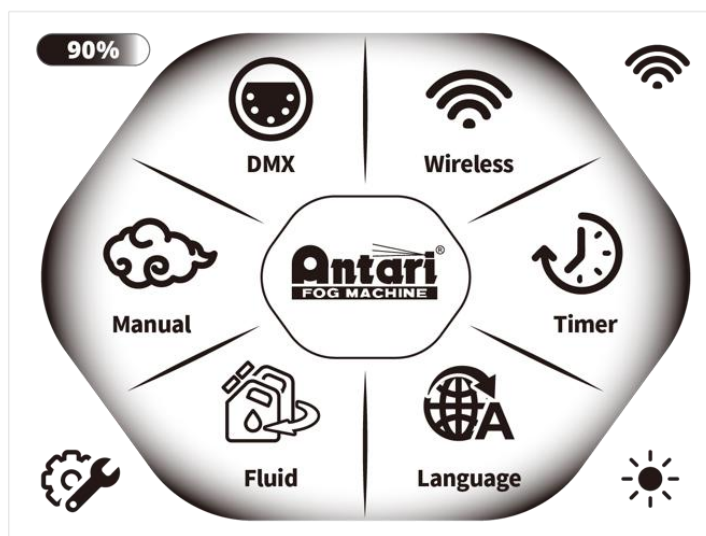 90%
DMX
Wireless
Manual
Antari®
FOG MACHINE
Timer
Fluid
A
Language